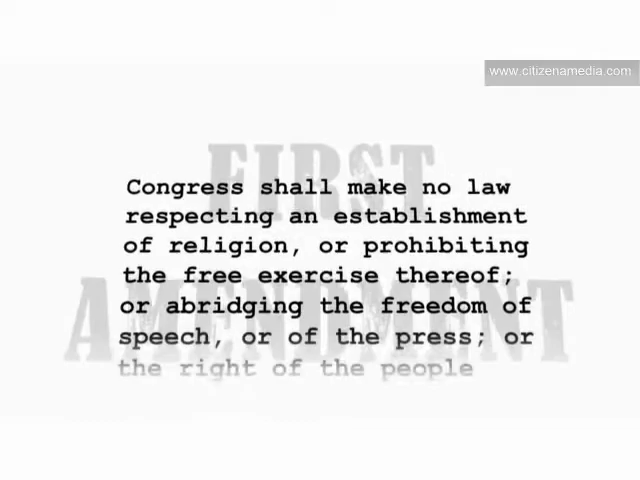 www.citizenamedia.com
FIRST
AMENDMENT
Congress shall make no law
respecting an establishment
of religion, or prohibiting
the free exercise thereof;
or abridging the freedom of
speech, or of the press; or
the right of the people